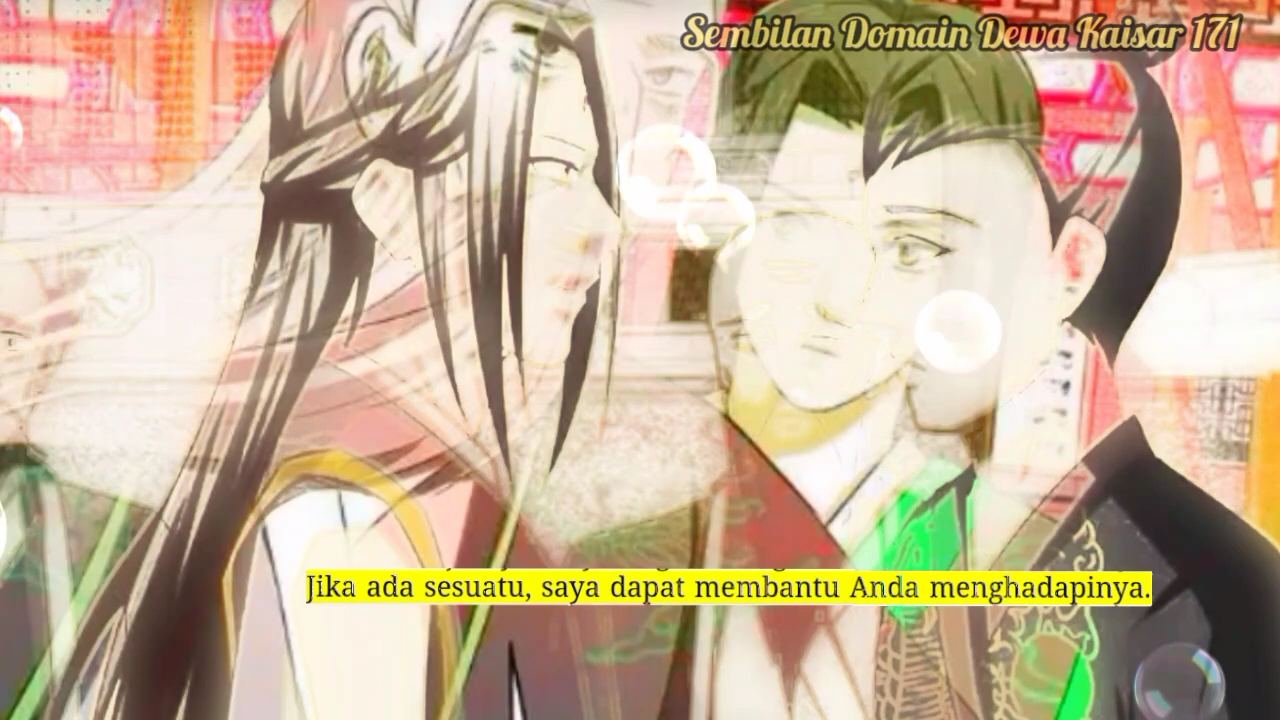 Sembilan Domain Dewa Kaisar 171
Jika ada sesuatu, saya dapat membantu Anda menghadapinya.